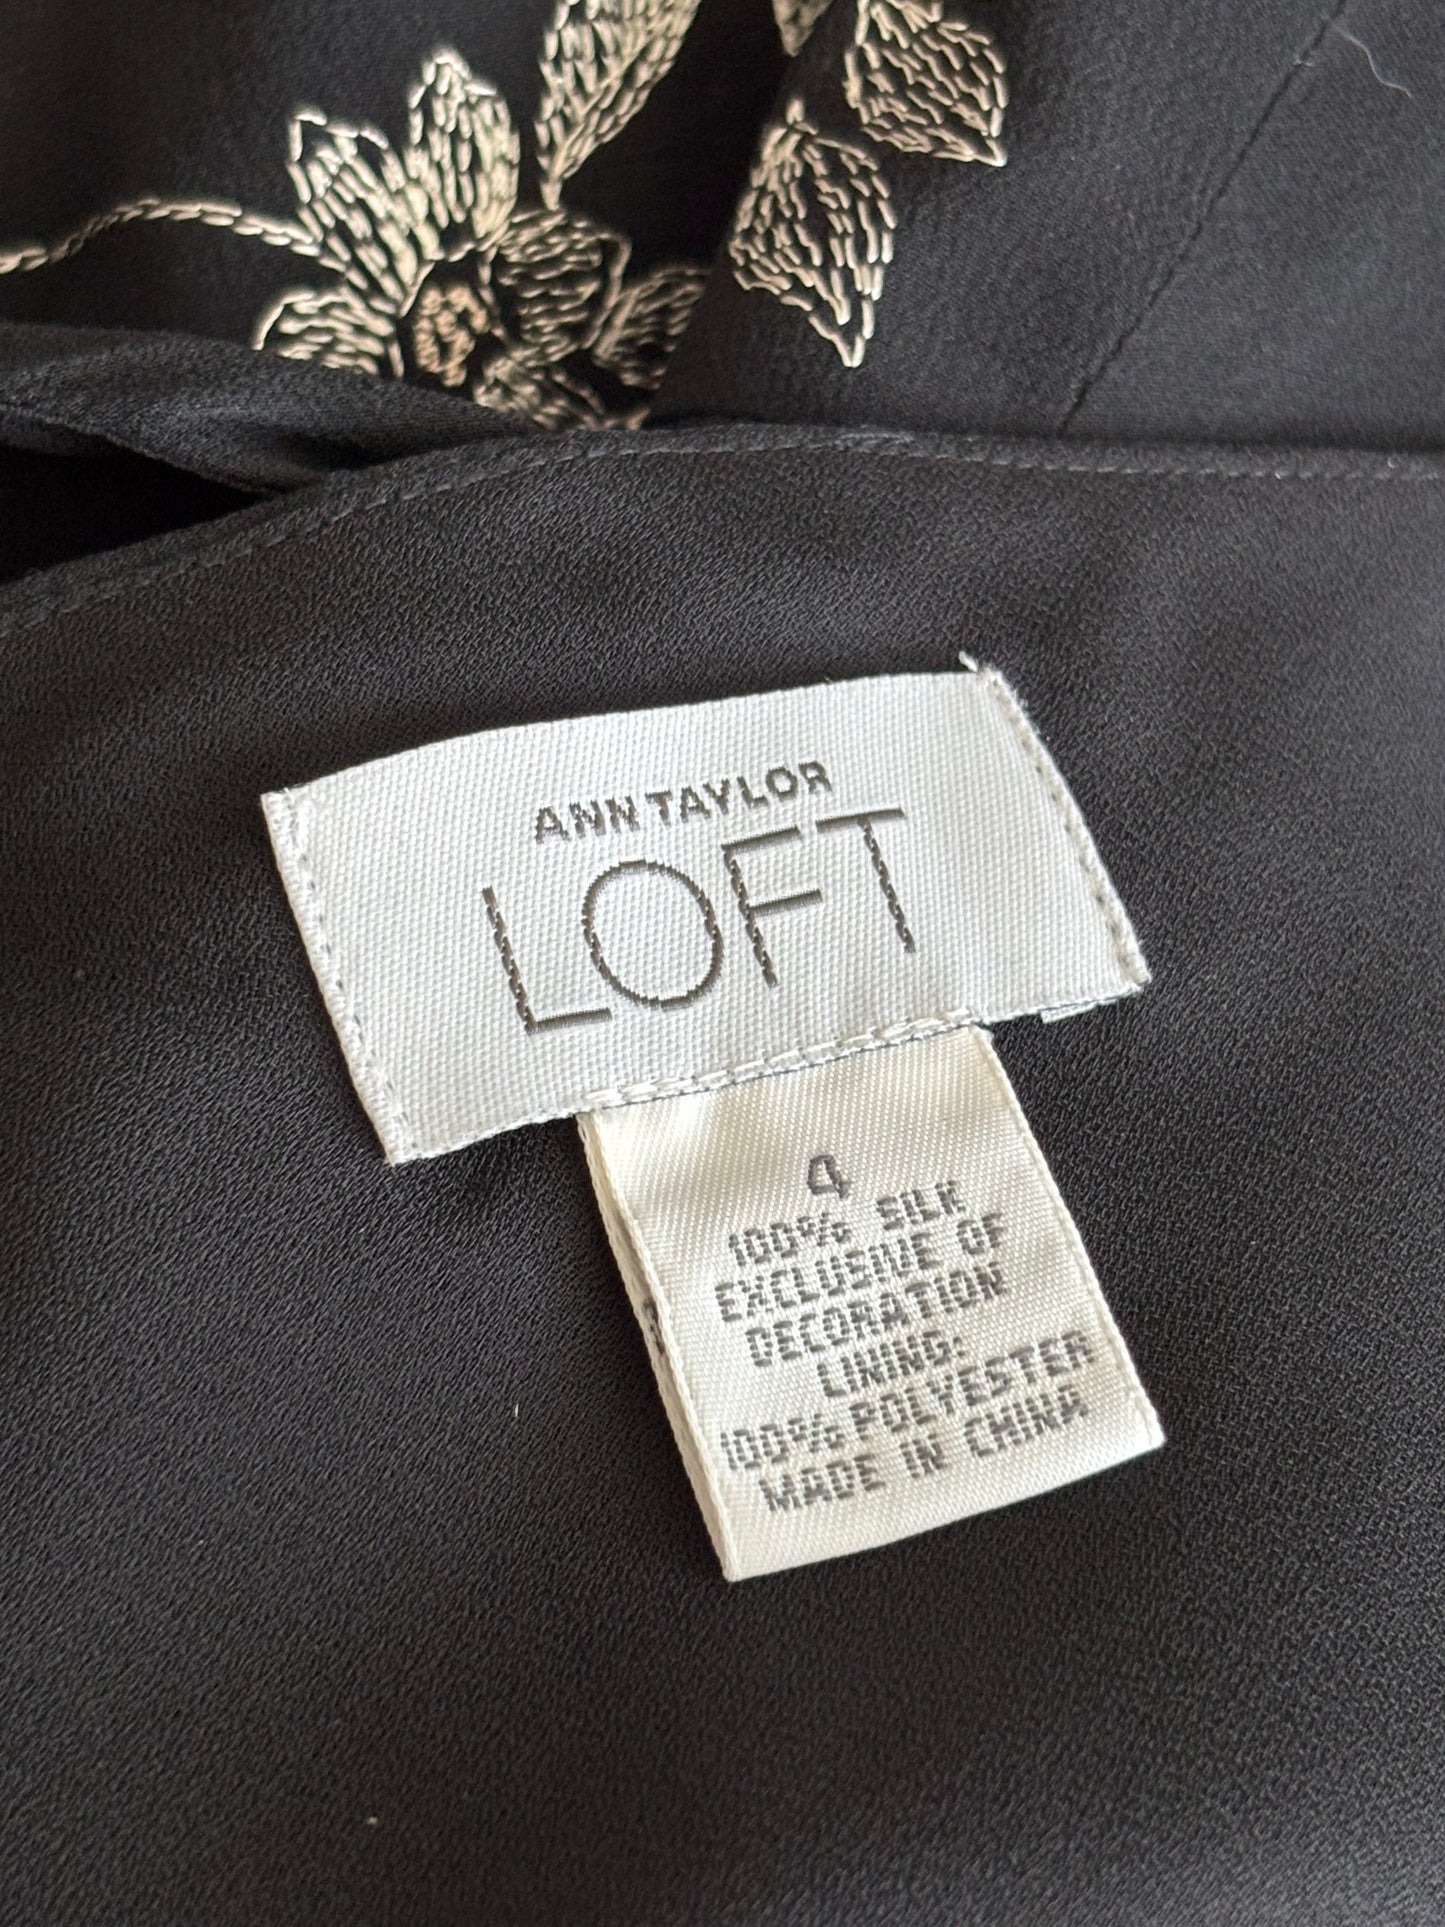 ANN TAYLOR
LOFT
4
100% SILK
EXCLUSIVE OF
DECORATION
LINING:
100% POLYESTER
MADE IN CHINA